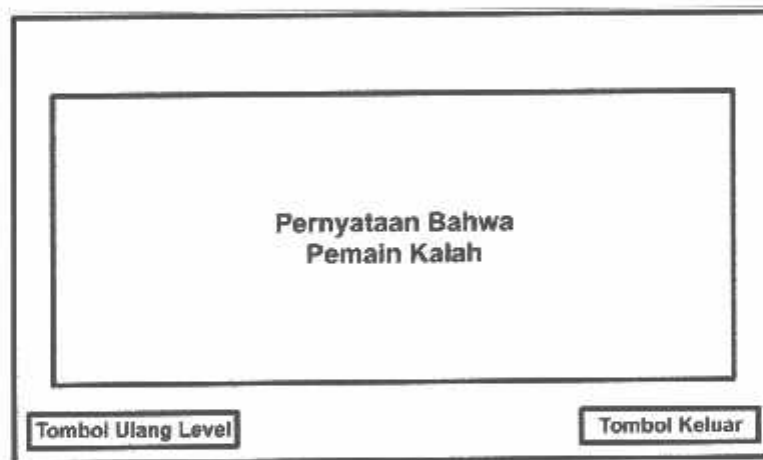 Pernyataan Bahwa
Pemain Kalah
Tombol Ulang Level
Tombol Keluar